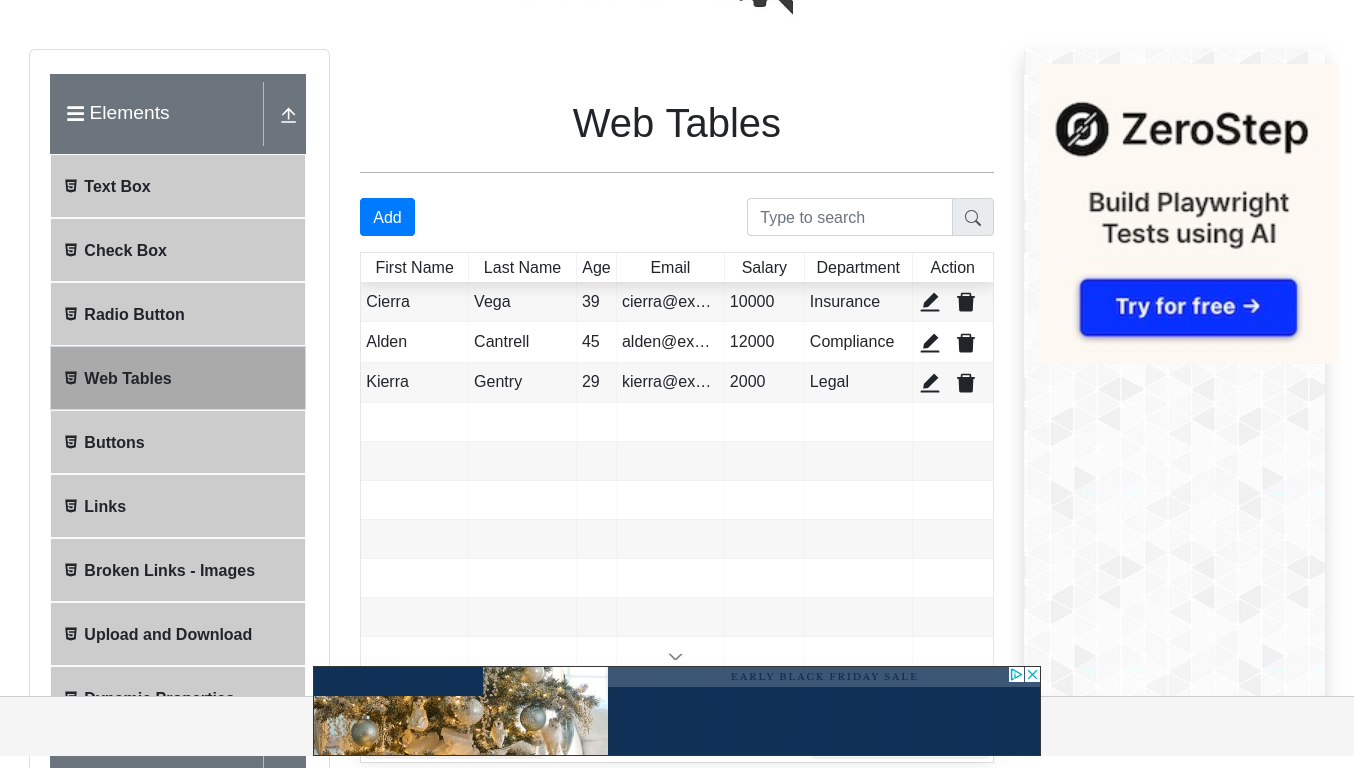 Elements
Text Box
Check Box
Radio Button
Web Tables
Buttons
Links
Broken Links - Images
Upload and Download
Dynamic Properties
Web Tables
Add
Type to search
First Name Last Name Age Email Salary Department Action
Cierra Vega 39 cierra@ex... 10000 Insurance
Alden Cantrell 45 alden@ex... 12000 Compliance
Kierra Gentry 29 kierra@ex... 2000 Legal
ZeroStep
Build Playwright
Tests using AI
Try for free →
EARLY BLACK FRIDAY SALE